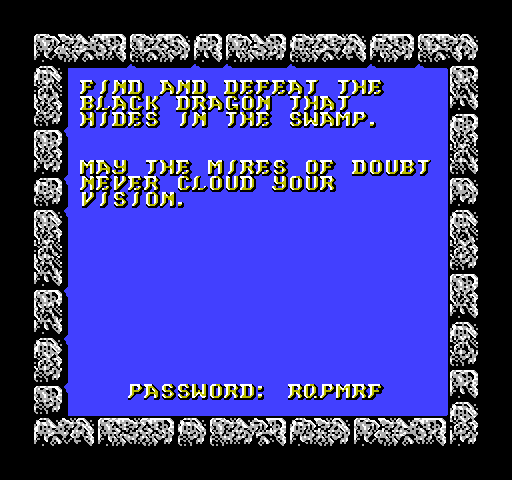 FIND AND DEFEAT THE
BLACK DRAGON THAT
HIDES IN THE SWAMP.
MAY THE MIRES OF DOUBT
NEVER CLOUD YOUR
VISION.
PASSWORD: RQPMRF